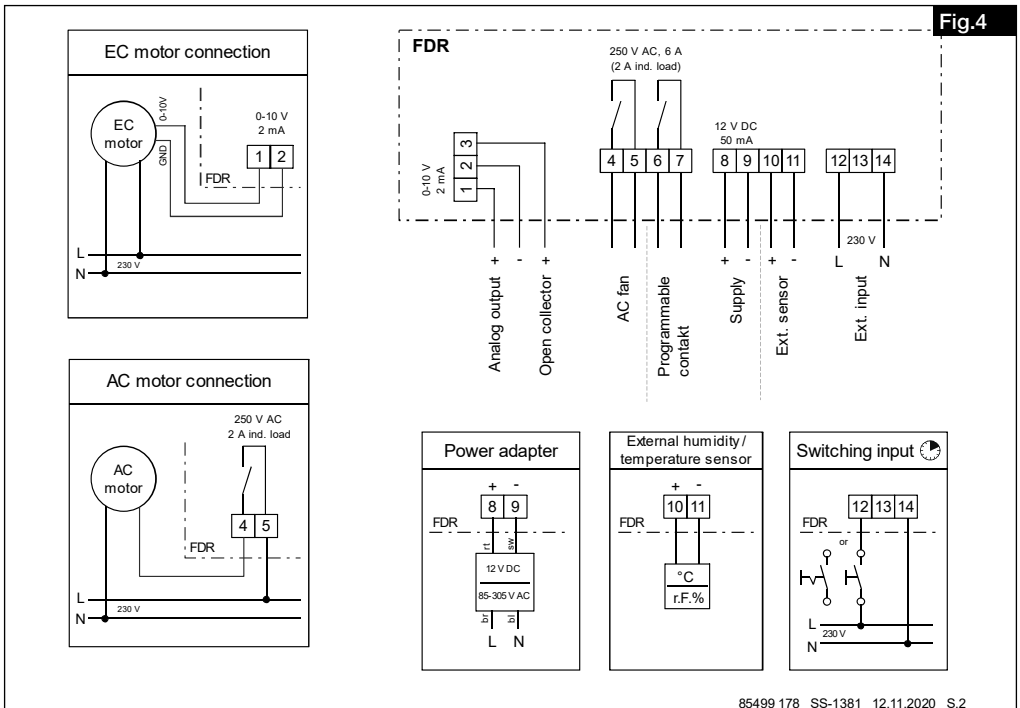 Fig.4
EC motor connection
EC
motor
0-10V
GND
0-10 V
2 mA
1 2
FDR
L
N
230 V
AC motor connection
250 V AC
2 A ind. load
AC
motor
4 5
FDR
L
N
230 V
FDR
250 V AC, 6 A
(2 A ind. load)
12 V DC
50 mA
0-10 V
2 mA
3
2
1
4 5 6 7
8 9 10 11
12 13 14
230 V
+ - +
+ - + -
L N
Analog output
Open collector
AC fan
Programmable
contakt
Supply
Ext. sensor
Ext. input
Power adapter
+ -
8 9
FDR
rt sw
12 V DC
85-305 V AC
br bl
L N
External humidity /
temperature sensor
+ -
10 11
FDR
°C
r.F.%
Switching input
12 13 14
FDR
or
L
230 V
N
85499 178 SS-1381 12.11.2020 S.2